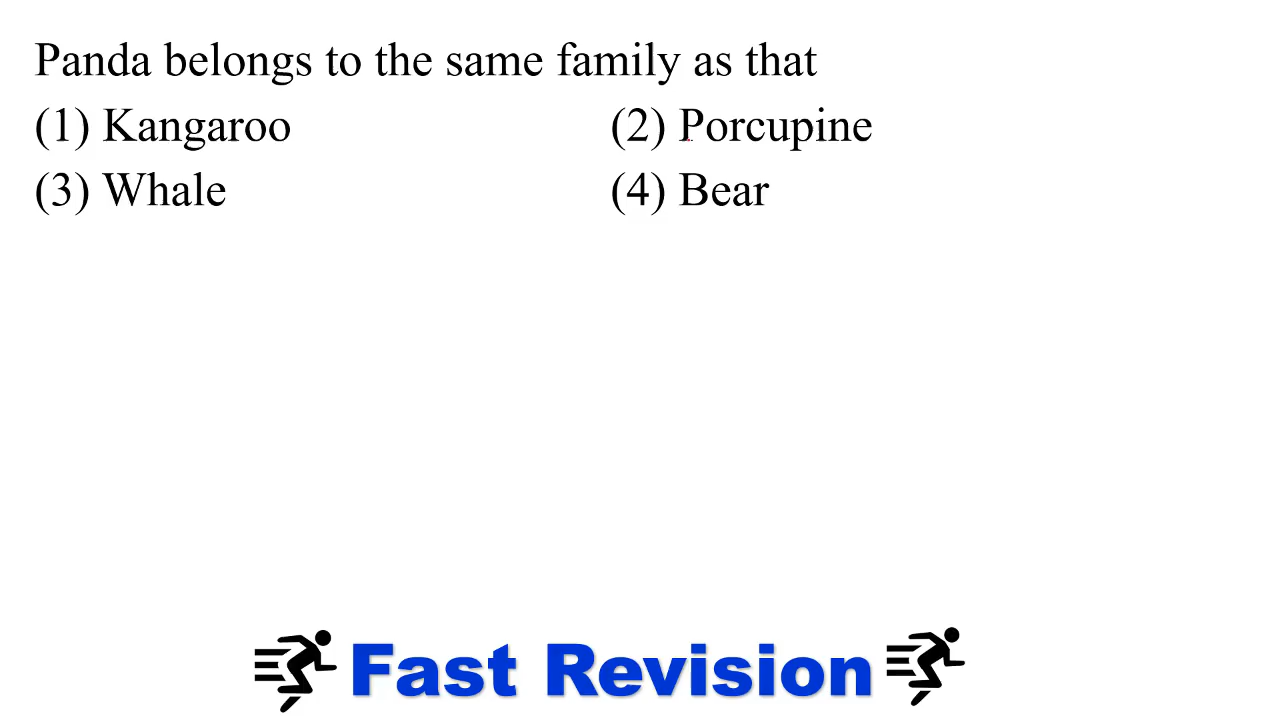 Panda belongs to the same family as that
(1) Kangaroo (2) Porcupine
(3) Whale (4) Bear
Fast Revision